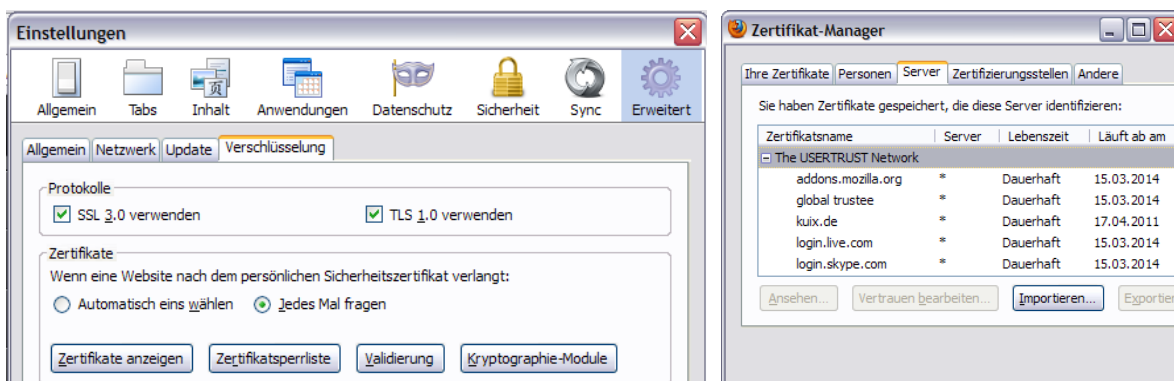 Einstellungen
Allgemein Tabs Inhalt Anwendungen Datenschutz Sicherheit Sync Erweitert
Allgemein Netzwerk Update Verschlüsselung
Protokolle
SSL 3.0 verwenden TLS 1.0 verwenden
Zertifikate
Wenn eine Website nach dem persönlichen Sicherheitszertifikat verlangt:
Automatisch eins wählen Jedes Mal fragen
Zertifikate anzeigen Zertifikatsperrliste Validierung Kryptographie-Module
Zertifikat-Manager
Ihre Zertifikate Personen Server Zertifizierungsstellen Andere
Sie haben Zertifikate gespeichert, die diese Server identifizieren:
Zertifikatsname Server Lebenszeit Läuft ab am
The USERTRUST Network
addons.mozilla.org * Dauerhaft 15.03.2014
global trustee * Dauerhaft 15.03.2014
kuix.de * Dauerhaft 17.04.2011
login.live.com * Dauerhaft 15.03.2014
login.skype.com * Dauerhaft 15.03.2014
Ansehen... Vertrauen bearbeiten... Importieren... Exportier